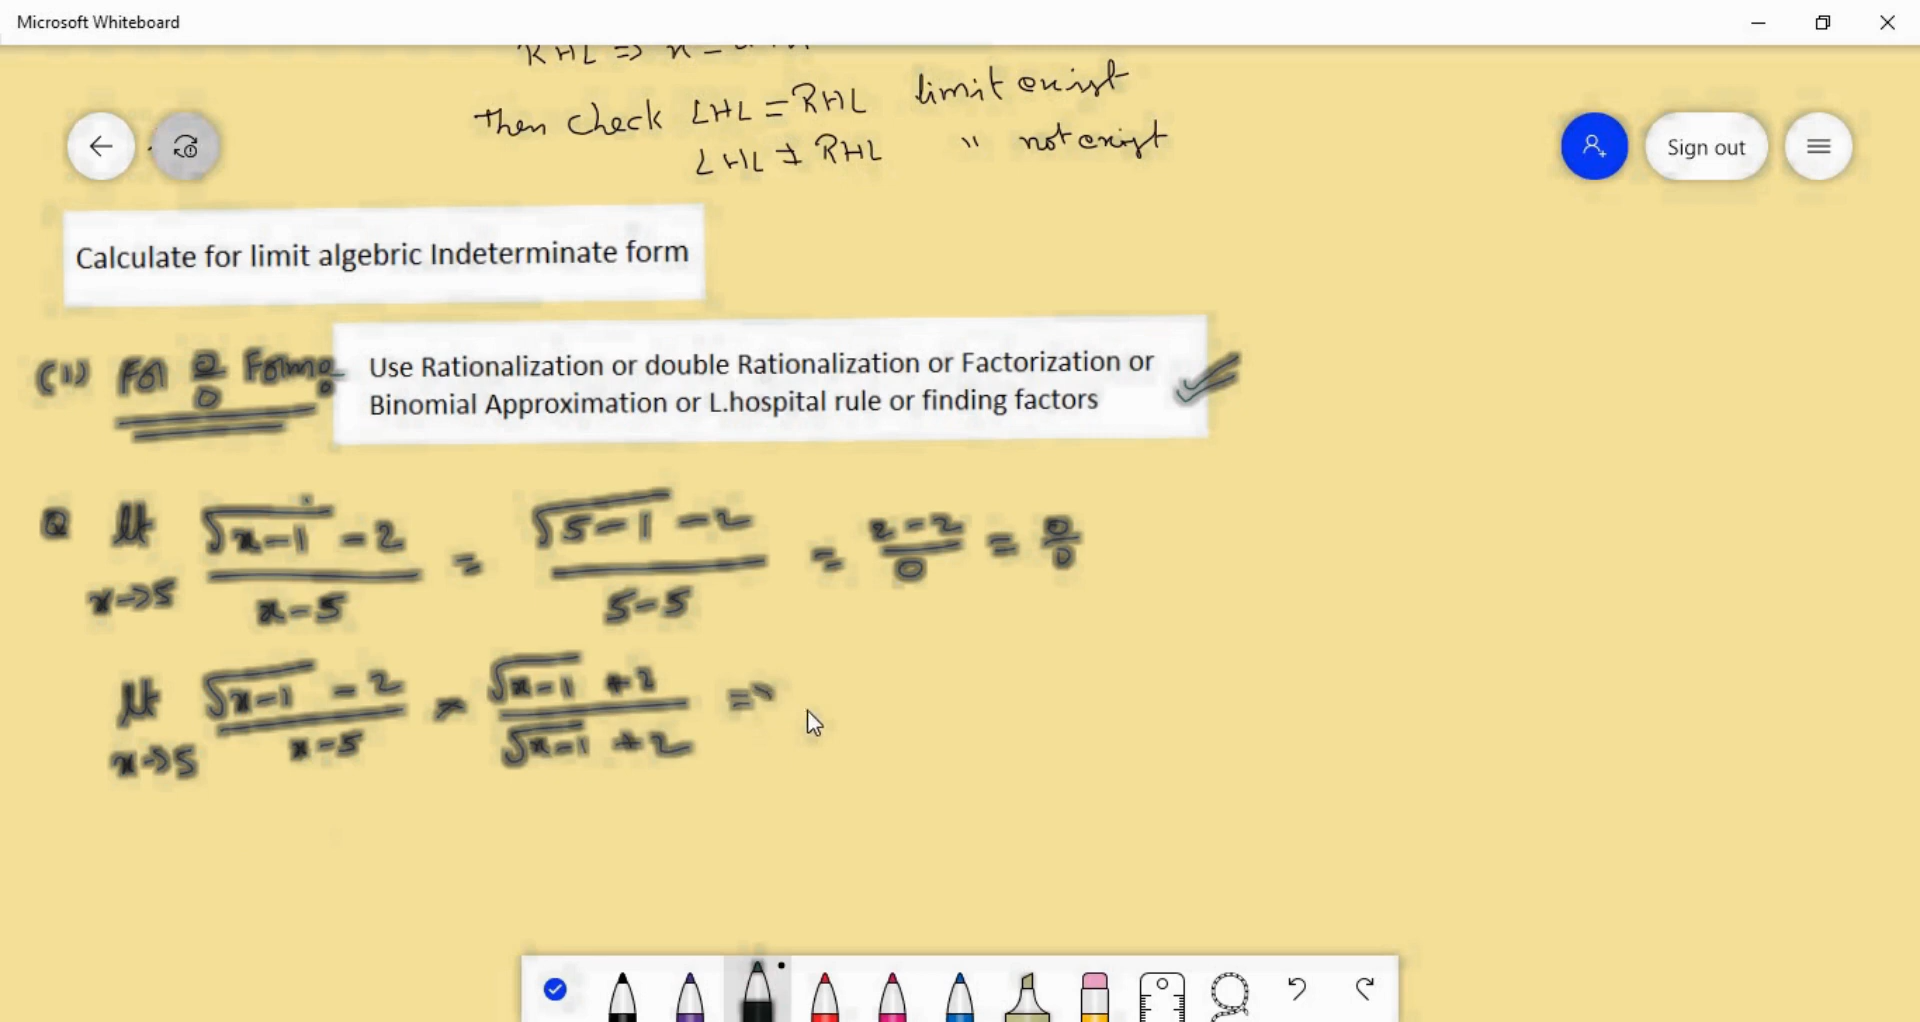 Microsoft Whiteboard
RHL => x =
Then check LHL = RHL limit exist
LHL ≠ RHL " not exist
Sign out
Calculate for limit algebric Indeterminate form
(1) For 0/0 Form
Use Rationalization or double Rationalization or Factorization or
Binomial Approximation or L.hospital rule or finding factors
Q lt x->5 (√(x-1) - 2)/(x-5) = (√(5-1) - 2)/(5-5) = (2-2)/0 = 0/0
lt x->5 (√(x-1) - 2)/(x-5) × (√(x-1) + 2)/(√(x-1) + 2) =>